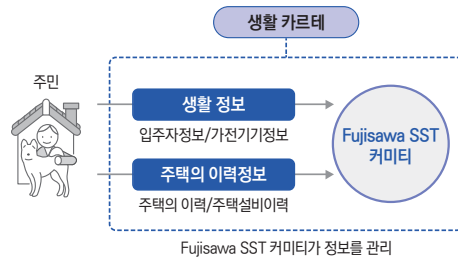 생활 카르테
주민
생활 정보
입주자정보/가전기기정보
주택의 이력정보
주택의 이력/주택설비이력
Fujisawa SST
커미티
Fujisawa SST 커미티가 정보를 관리